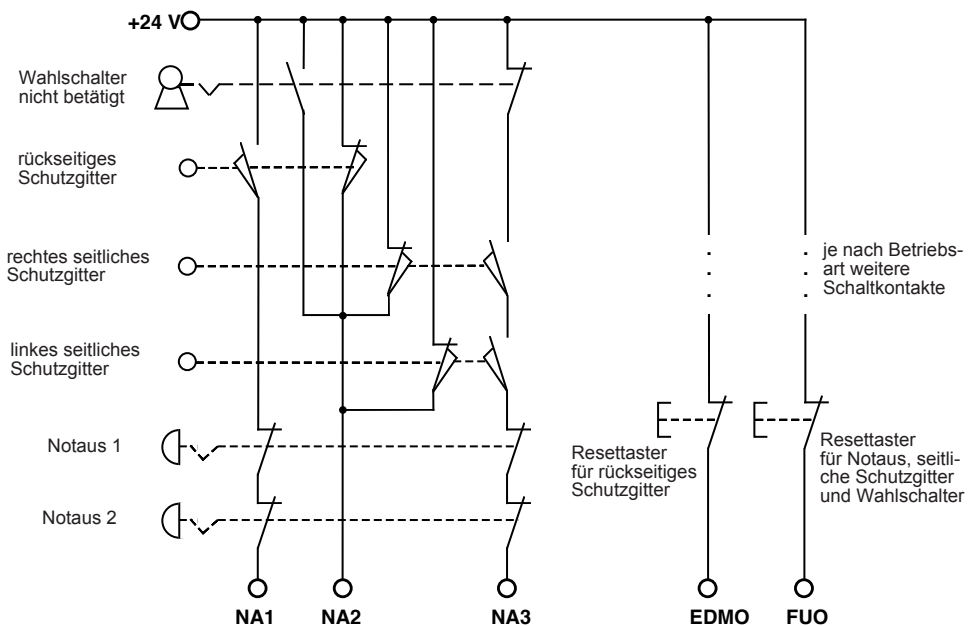 +24 V
Wahlschalter
nicht betätigt
rückseitiges
Schutzgitter
rechtes seitliches
Schutzgitter
je nach Betriebs-
art weitere
Schaltkontakte
linkes seitliches
Schutzgitter
Notaus 1
Resettaster
für rückseitiges
Schutzgitter
Resettaster
für Notaus, seitli-
che Schutzgitter
und Wahlschalter
Notaus 2
NA1
NA2
NA3
EDMO
FUO